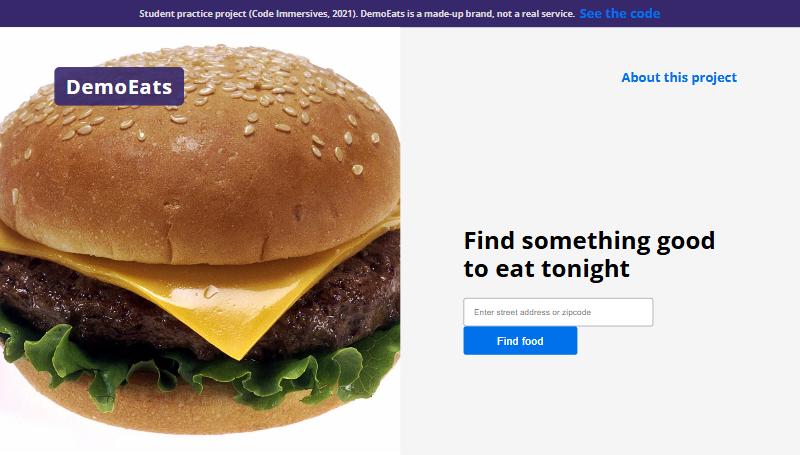 Student practice project (Code Immersives, 2021). DemoEats is a made-up brand, not a real service. See the code
DemoEats
About this project
Find something good
to eat tonight
Enter street address or zipcode
Find food